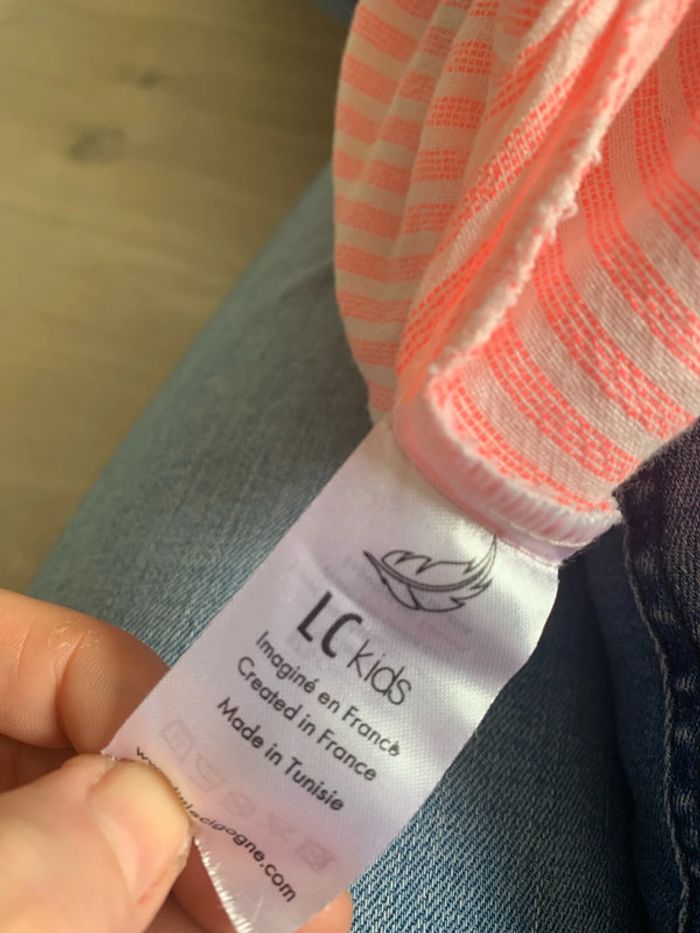 LC kids
Imaginé en France
Created in France
Made in Tunisie